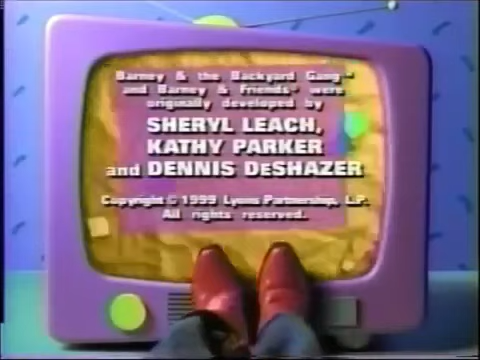 Barney & the Backyard Gang™
and Barney & Friends™ were
originally developed by
SHERYL LEACH,
KATHY PARKER
and DENNIS DeSHAZER
Copyright © 1999 Lyons Partnership, L.P.
All rights reserved.